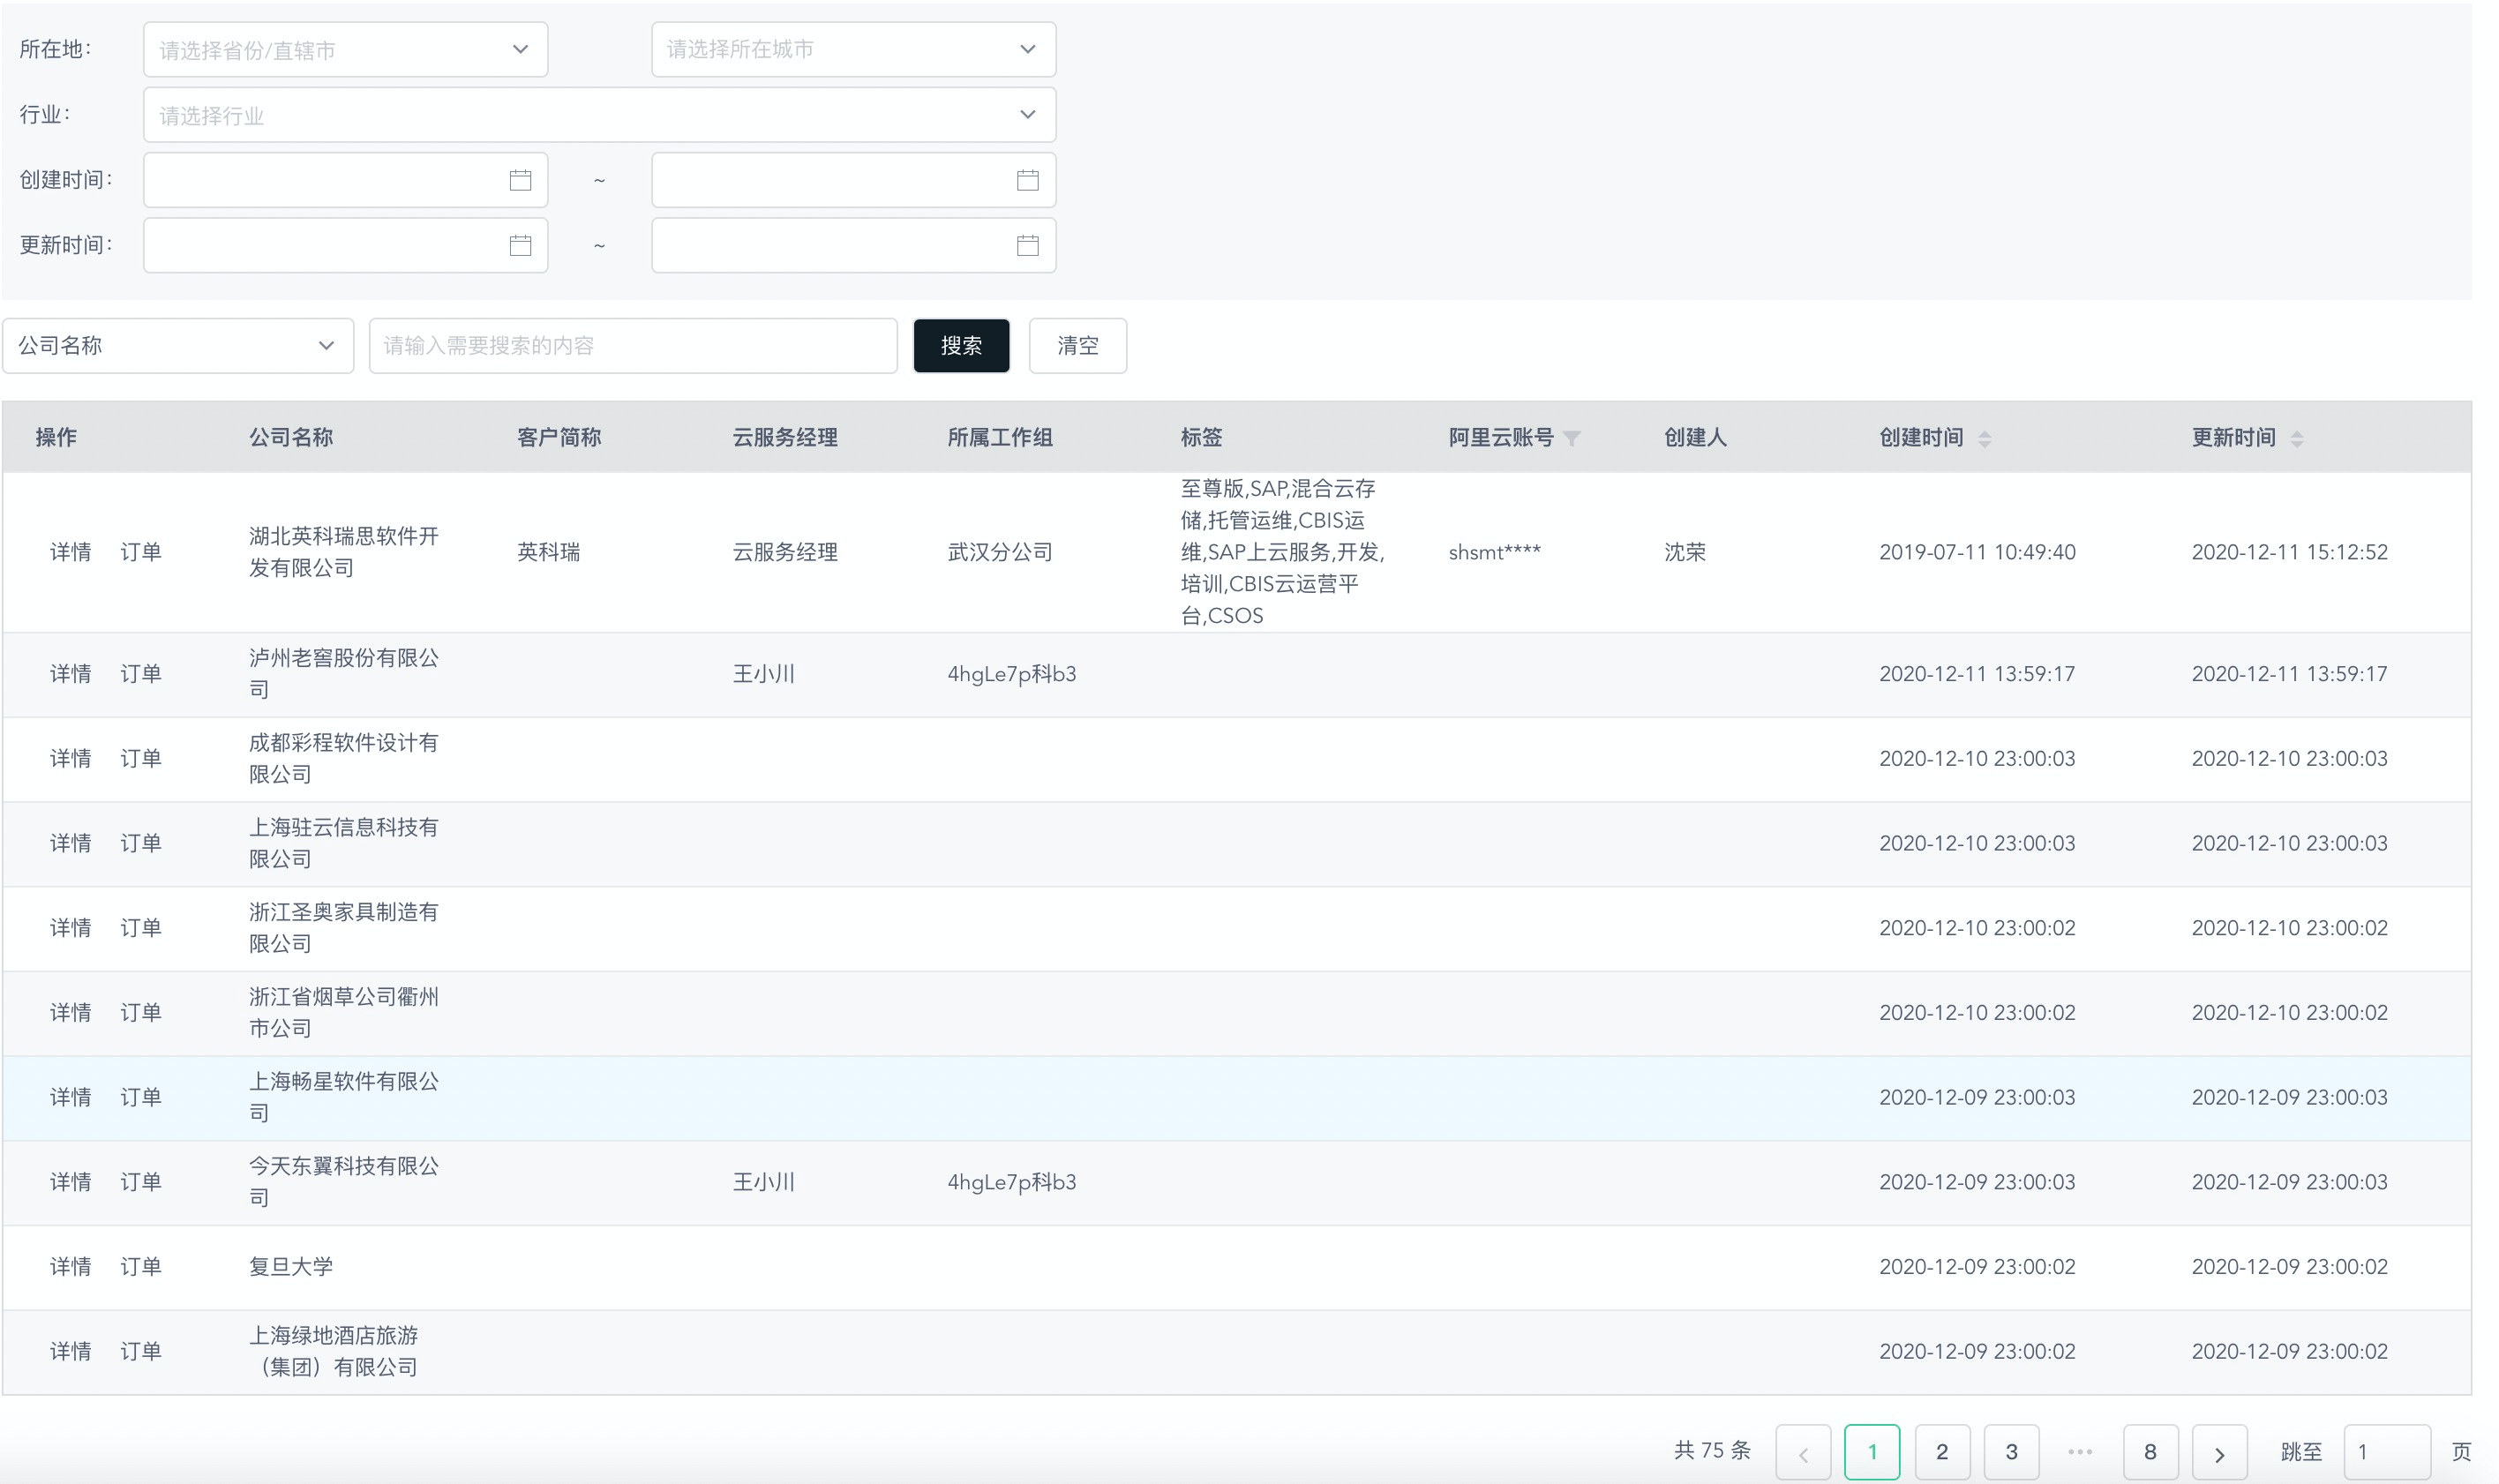 所在地： 请选择省份/直辖市 请选择所在城市
行业： 请选择行业
创建时间： ~
更新时间： ~
公司名称 请输入需要搜索的内容 搜索 清空
操作 公司名称 客户简称 云服务经理 所属工作组 标签 阿里云账号 创建人 创建时间 更新时间
详情 订单 湖北英科瑞思软件开
发有限公司 英科瑞 云服务经理 武汉分公司 至尊版,SAP,混合云存
储,托管运维,CBIS运
维,SAP上云服务,开发,
培训,CBIS云运营平
台,CSOS shsmt**** 沈荣 2019-07-11 10:49:40 2020-12-11 15:12:52
详情 订单 泸州老窖股份有限公
司 王小川 4hgLe7p科b3 2020-12-11 13:59:17 2020-12-11 13:59:17
详情 订单 成都彩程软件设计有
限公司 2020-12-10 23:00:03 2020-12-10 23:00:03
详情 订单 上海驻云信息科技有
限公司 2020-12-10 23:00:03 2020-12-10 23:00:03
详情 订单 浙江圣奥家具制造有
限公司 2020-12-10 23:00:02 2020-12-10 23:00:02
详情 订单 浙江省烟草公司衢州
市公司 2020-12-10 23:00:02 2020-12-10 23:00:02
详情 订单 上海畅星软件有限公
司 2020-12-09 23:00:03 2020-12-09 23:00:03
详情 订单 今天东翼科技有限公
司 王小川 4hgLe7p科b3 2020-12-09 23:00:03 2020-12-09 23:00:03
详情 订单 复旦大学 2020-12-09 23:00:02 2020-12-09 23:00:02
详情 订单 上海绿地酒店旅游
（集团）有限公司 2020-12-09 23:00:02 2020-12-09 23:00:02
共 75 条 < 1 2 3 ••• 8 > 跳至 1 页